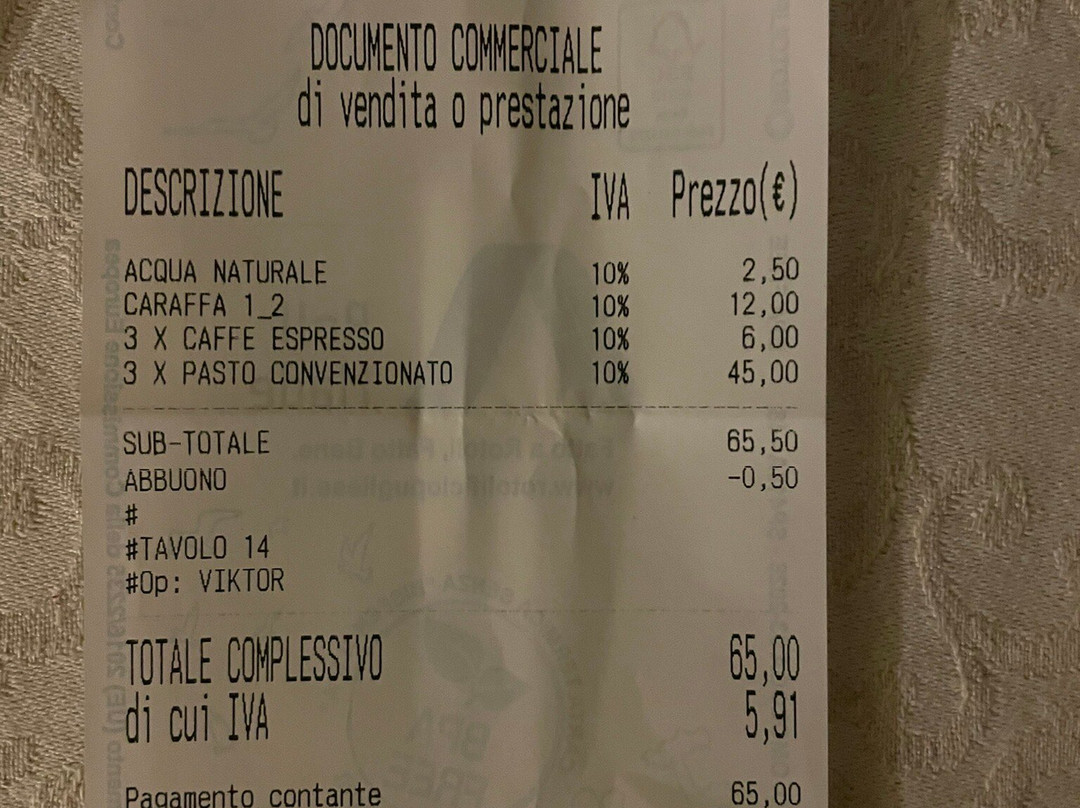 DOCUMENTO COMMERCIALE
di vendita o prestazione
DESCRIZIONE IVA Prezzo(€)
ACQUA NATURALE 10% 2,50
CARAFFA 1_2 10% 12,00
3 X CAFFE ESPRESSO 10% 6,00
3 X PASTO CONVENZIONATO 10% 45,00
SUB-TOTALE 65,50
ABBUONO -0,50
#
#TAVOLO 14
#Op: VIKTOR
TOTALE COMPLESSIVO 65,00
di cui IVA 5,91
Pagamento contante 65,00